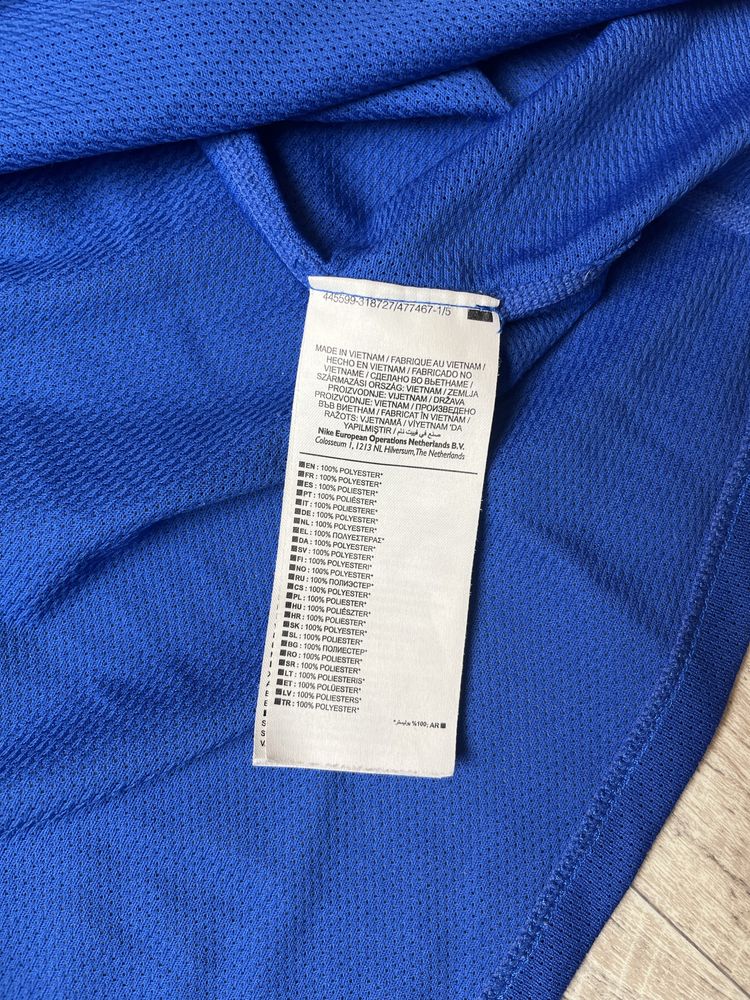 445599-318727/477467-1/5
MADE IN VIETNAM / FABRIQUE AU VIETNAM /
HECHO EN VIETNAM / FABRICADO NO
VIETNAME / СДЕЛАНО ВО ВЬЕТНАМЕ /
SZÁRMAZÁSI ORSZÁG: VIETNAM / ZEMLJA
PROIZVODNJE: VIJETNAM / DRŽAVA
PROIZVODNJE: VIETNAM / ПРОИЗВЕДЕНО
ВЪВ ВИЕТНАМ / FABRICAT ÎN VIETNAM /
RAŽOTS: VJETNAMĀ / VİYETNAM 'DA
YAPILMIŞTIR / صنع في فييت نام
Nike European Operations Netherlands B.V.
Colosseum 1, 1213 NL Hilversum, The Netherlands
EN : 100% POLYESTER*
FR : 100% POLYESTER*
ES : 100% POLIÉSTER*
PT : 100% POLIÉSTER*
IT : 100% POLIESTERE*
DE : 100% POLYESTER*
NL : 100% POLYESTER*
EL : 100% ΠΟΛΥΕΣΤΕΡΑΣ*
DA : 100% POLYESTER*
SV : 100% POLYESTER*
FI : 100% POLYESTERI*
NO : 100% POLYESTER*
RU : 100% ПОЛИЭСТЕР*
CS : 100% POLYESTER*
PL : 100% POLIESTER*
HU : 100% POLIÉSZTER*
HR : 100% POLIESTER*
SK : 100% POLYESTER*
SL : 100% POLIESTER*
BG : 100% ПОЛИЕСТЕР*
RO : 100% POLIESTER*
SR : 100% POLIESTER*
LT : 100% POLIESTERIS*
ET : 100% POLÜESTER*
LV : 100% POLIESTERS*
TR : 100% POLYESTER*
AR : %100 بوليستر*